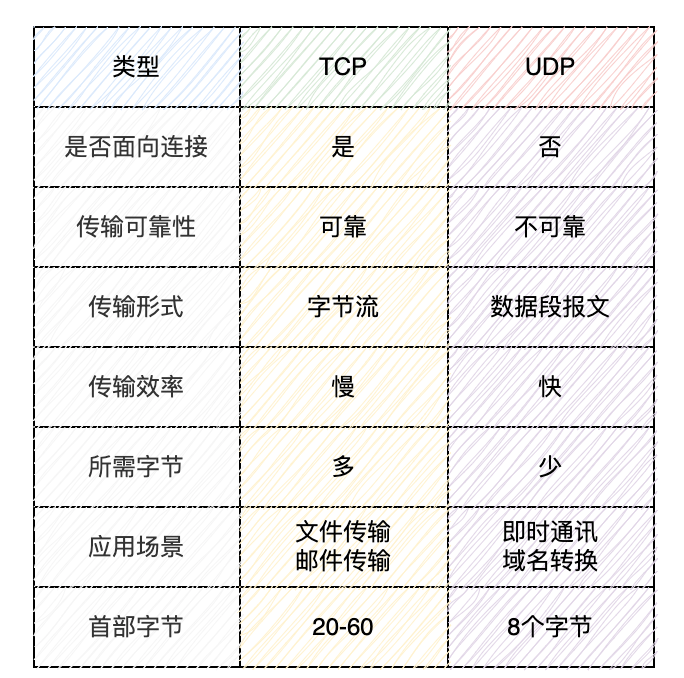 类型 TCP UDP
是否面向连接 是 否
传输可靠性 可靠 不可靠
传输形式 字节流 数据段报文
传输效率 慢 快
所需字节 多 少
应用场景 文件传输 邮件传输 即时通讯 域名转换
首部字节 20-60 8个字节